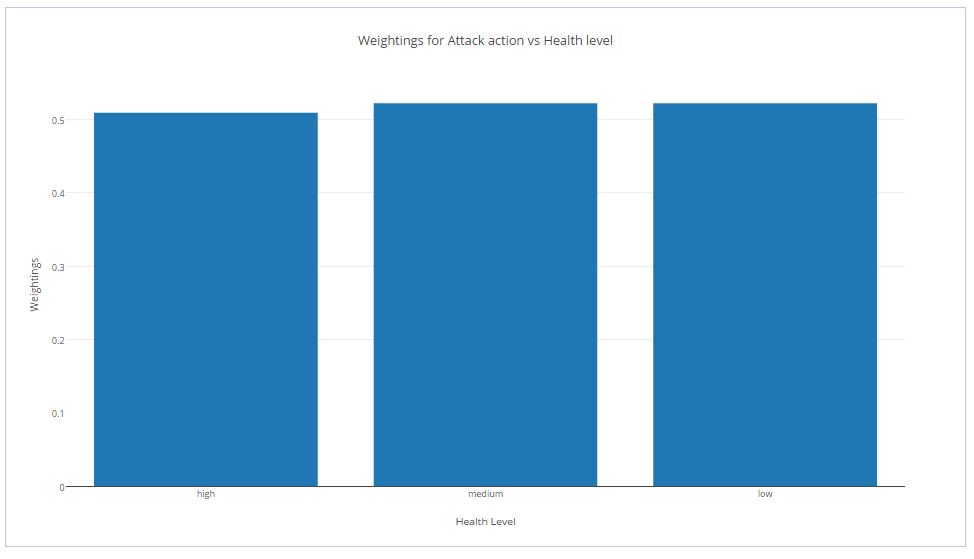 Weightings for Attack action vs Health level
0.5
0.4
0.3
0.2
0.1
0
Weightings
high medium low
Health Level